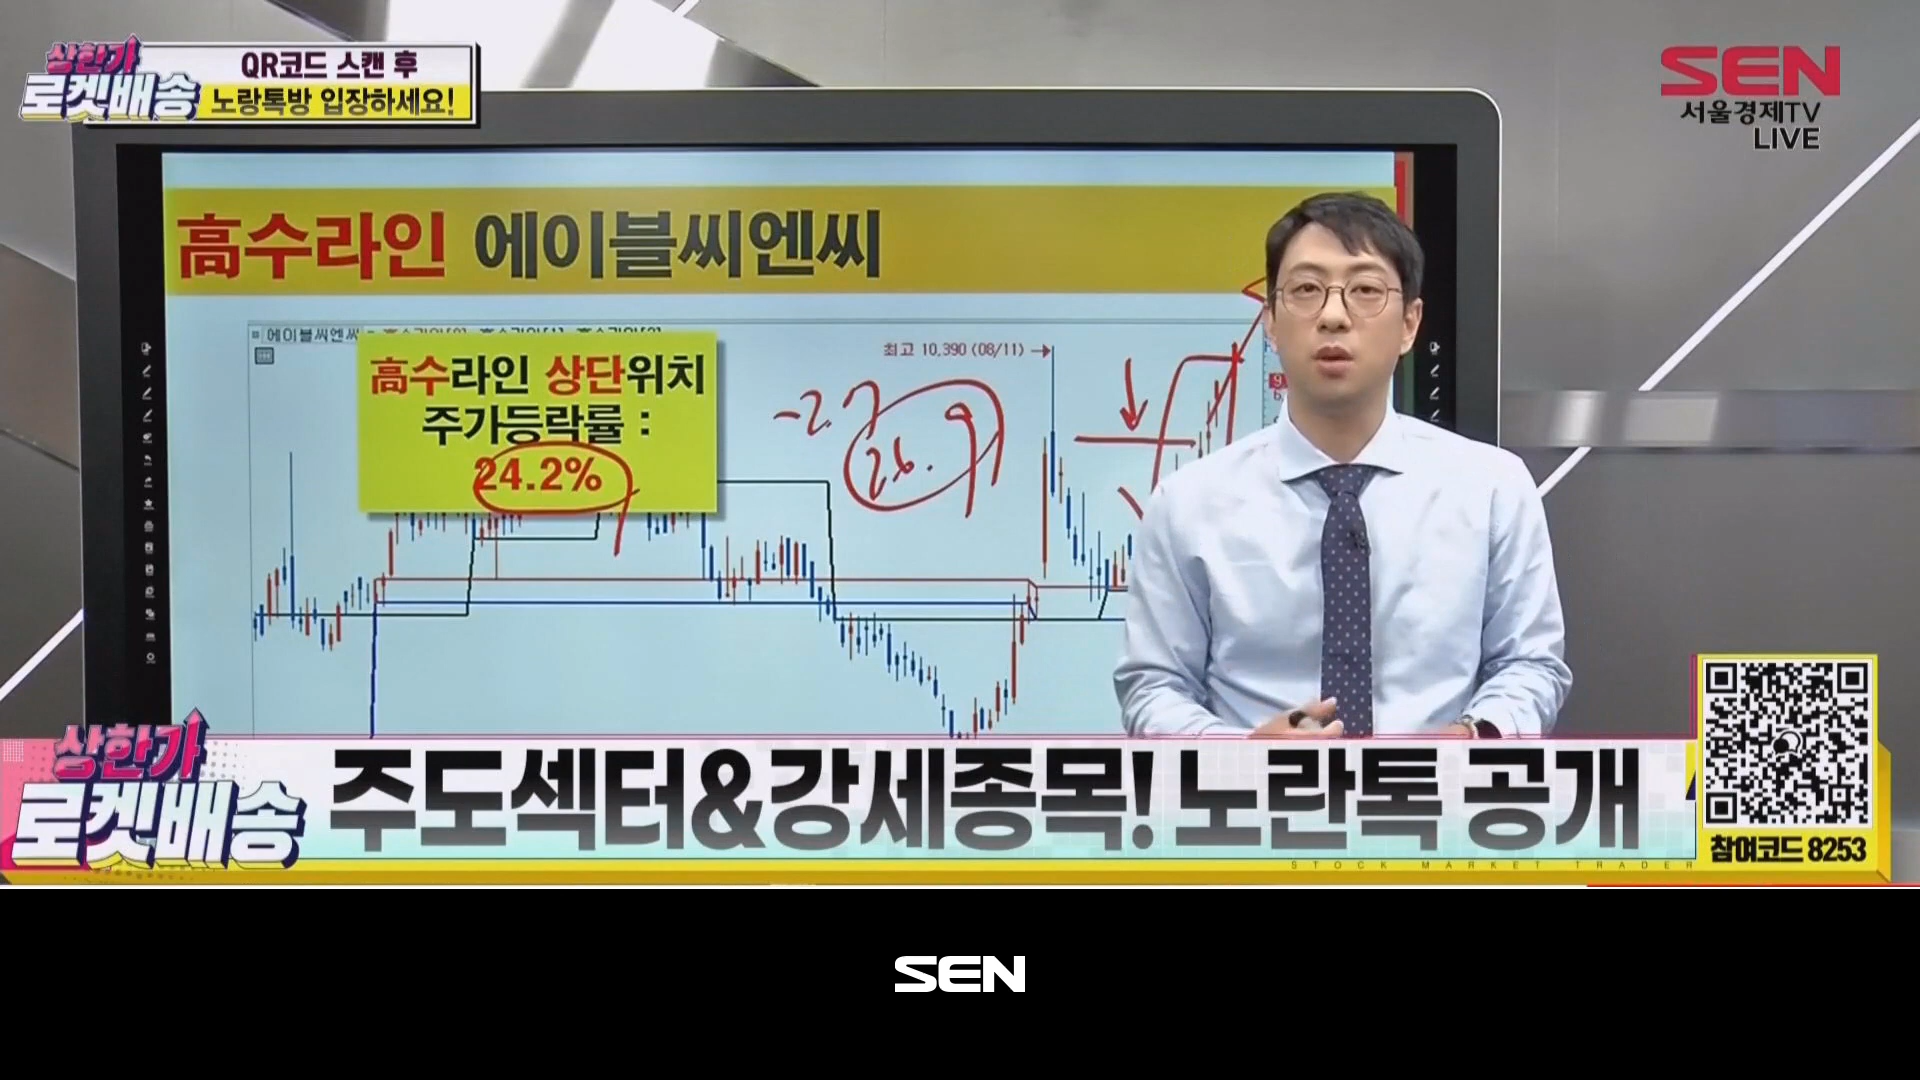 상한가
로켓배송
QR코드 스캔 후
노랑톡방 입장하세요!
SEN
서울경제TV
LIVE
高수라인 에이블씨엔씨
에이블씨엔씨
高수라인 상단위치
주가등락률 :
24.2%
최고 10,390 (08/11)
-2.7
26.9
상한가
로켓배송
주도섹터&강세종목! 노란톡 공개
STOCK MARKET TRADER
참여코드 8253
SEN